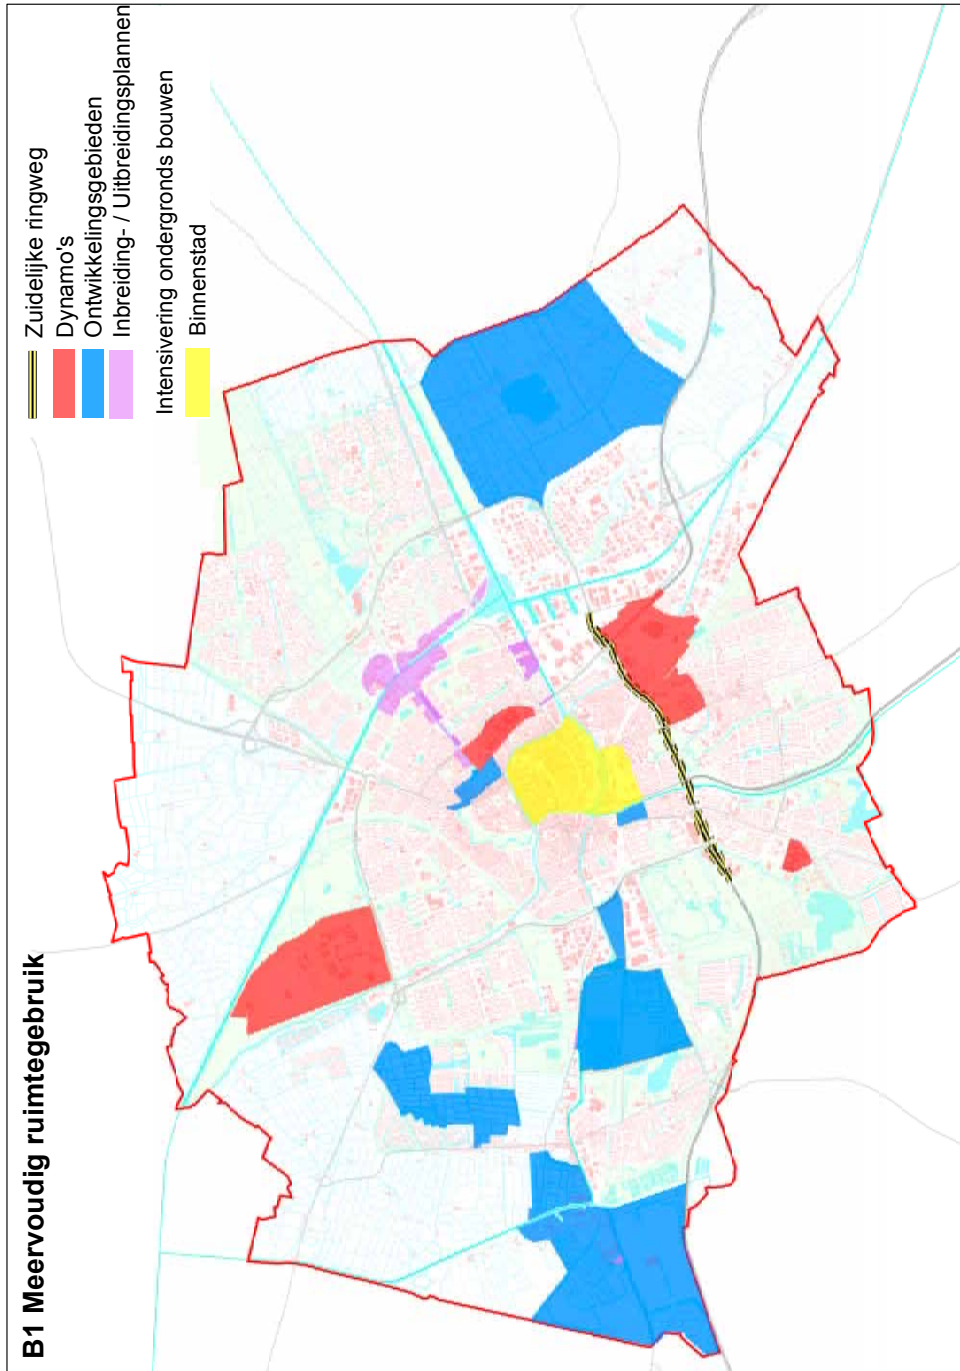 B1 Meervoudig ruimtegebruik
Zuidelijke ringweg
Dynamo's
Ontwikkelingsgebieden
Inbreiding- / Uitbreidingsplannen
Intensivering ondergronds bouwen
Binnenstad